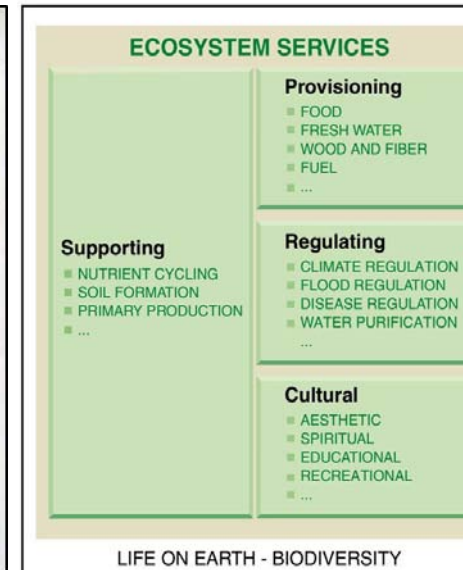 ECOSYSTEM SERVICES
Supporting
NUTRIENT CYCLING
SOIL FORMATION
PRIMARY PRODUCTION
...
Provisioning
FOOD
FRESH WATER
WOOD AND FIBER
FUEL
...
Regulating
CLIMATE REGULATION
FLOOD REGULATION
DISEASE REGULATION
WATER PURIFICATION
...
Cultural
AESTHETIC
SPIRITUAL
EDUCATIONAL
RECREATIONAL
...
LIFE ON EARTH - BIODIVERSITY